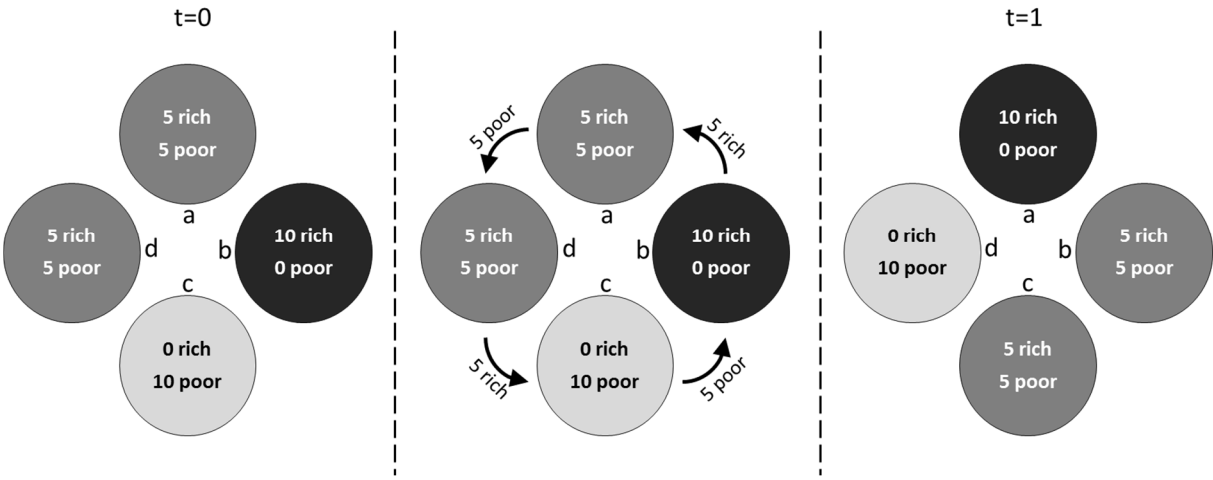 t=0
5 rich
5 poor
a
5 rich
5 poor
d
b
10 rich
0 poor
c
0 rich
10 poor
5 poor
5 rich
5 poor
5 rich
a
5 rich
5 poor
d
b
10 rich
0 poor
c
5 rich
0 rich
10 poor
5 poor
t=1
10 rich
0 poor
a
0 rich
10 poor
d
b
5 rich
5 poor
c
5 rich
5 poor